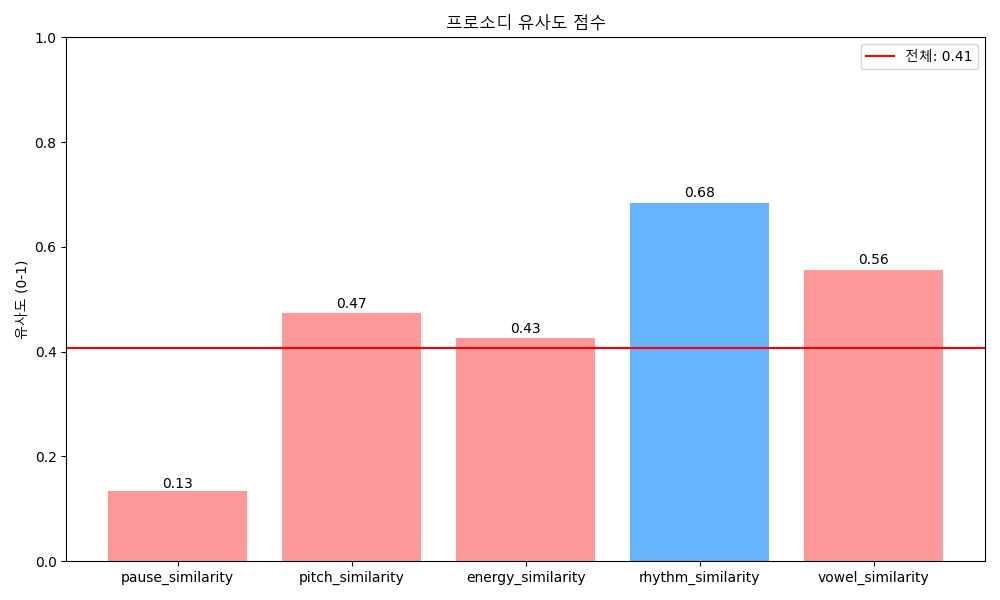 프로소디 유사도 점수
전체: 0.41
유사도 (0-1)
1.0
0.8
0.6
0.4
0.2
0.0
0.13
0.47
0.43
0.68
0.56
pause_similarity
pitch_similarity
energy_similarity
rhythm_similarity
vowel_similarity